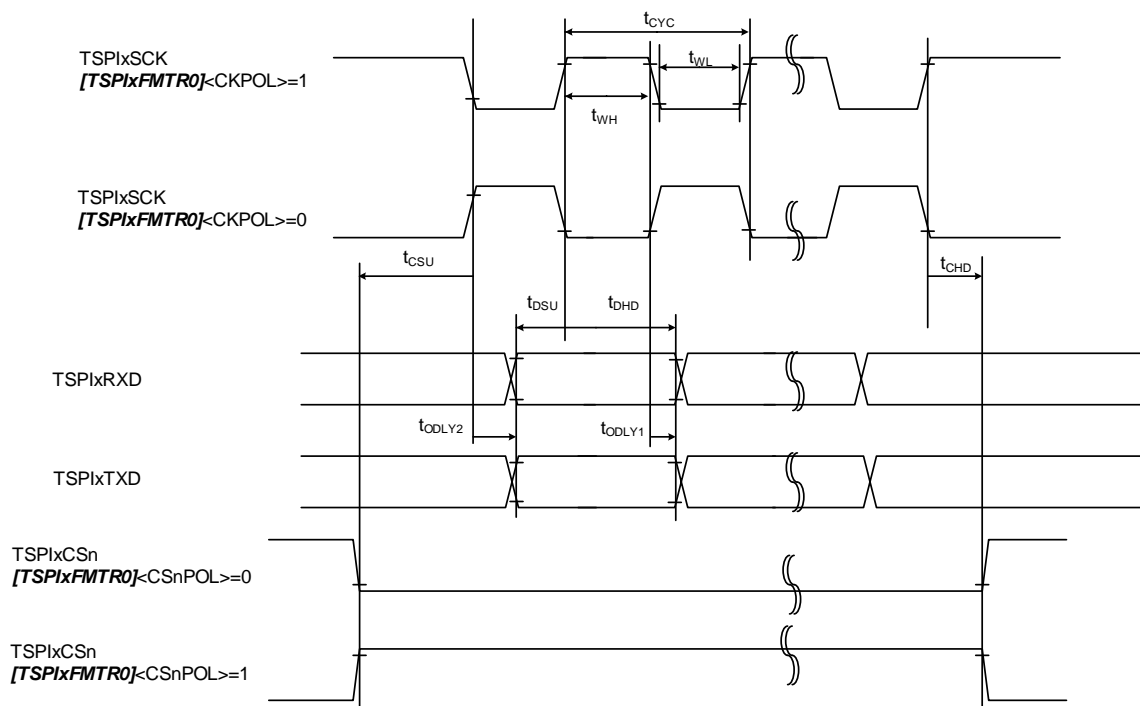 tCYC
TSPIxSCK
[TSPIxFMTR0]<CKPOL>=1
tWL
tWH
TSPIxSCK
[TSPIxFMTR0]<CKPOL>=0
tCSU
tCHD
tDSU
tDHD
TSPIxRXD
tODLY2
tODLY1
TSPIxTXD
TSPIxCSn
[TSPIxFMTR0]<CSnPOL>=0
TSPIxCSn
[TSPIxFMTR0]<CSnPOL>=1